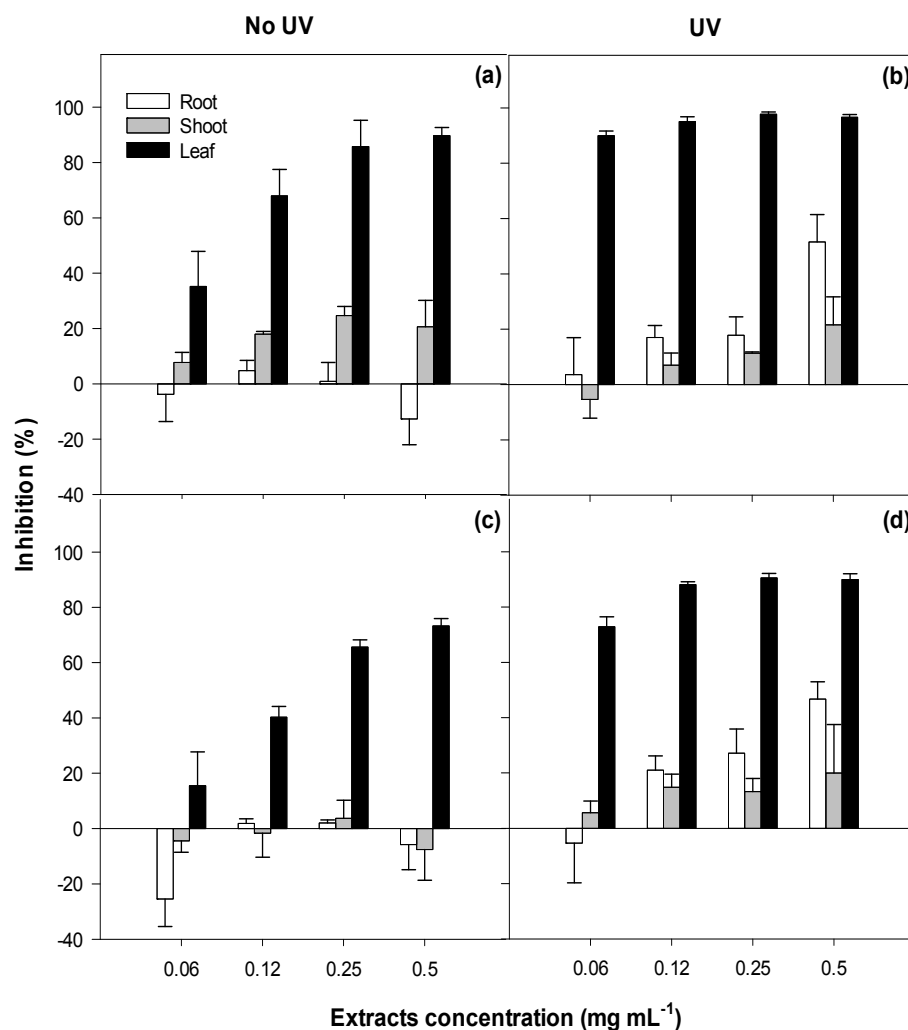 No UV
UV
(a)
(b)
Root
Shoot
Leaf
100
80
60
40
20
0
-20
-40
(c)
(d)
100
80
60
40
20
0
-20
-40
Inhibition (%)
0.06 0.12 0.25 0.5
0.06 0.12 0.25 0.5
Extracts concentration (mg mL⁻¹)